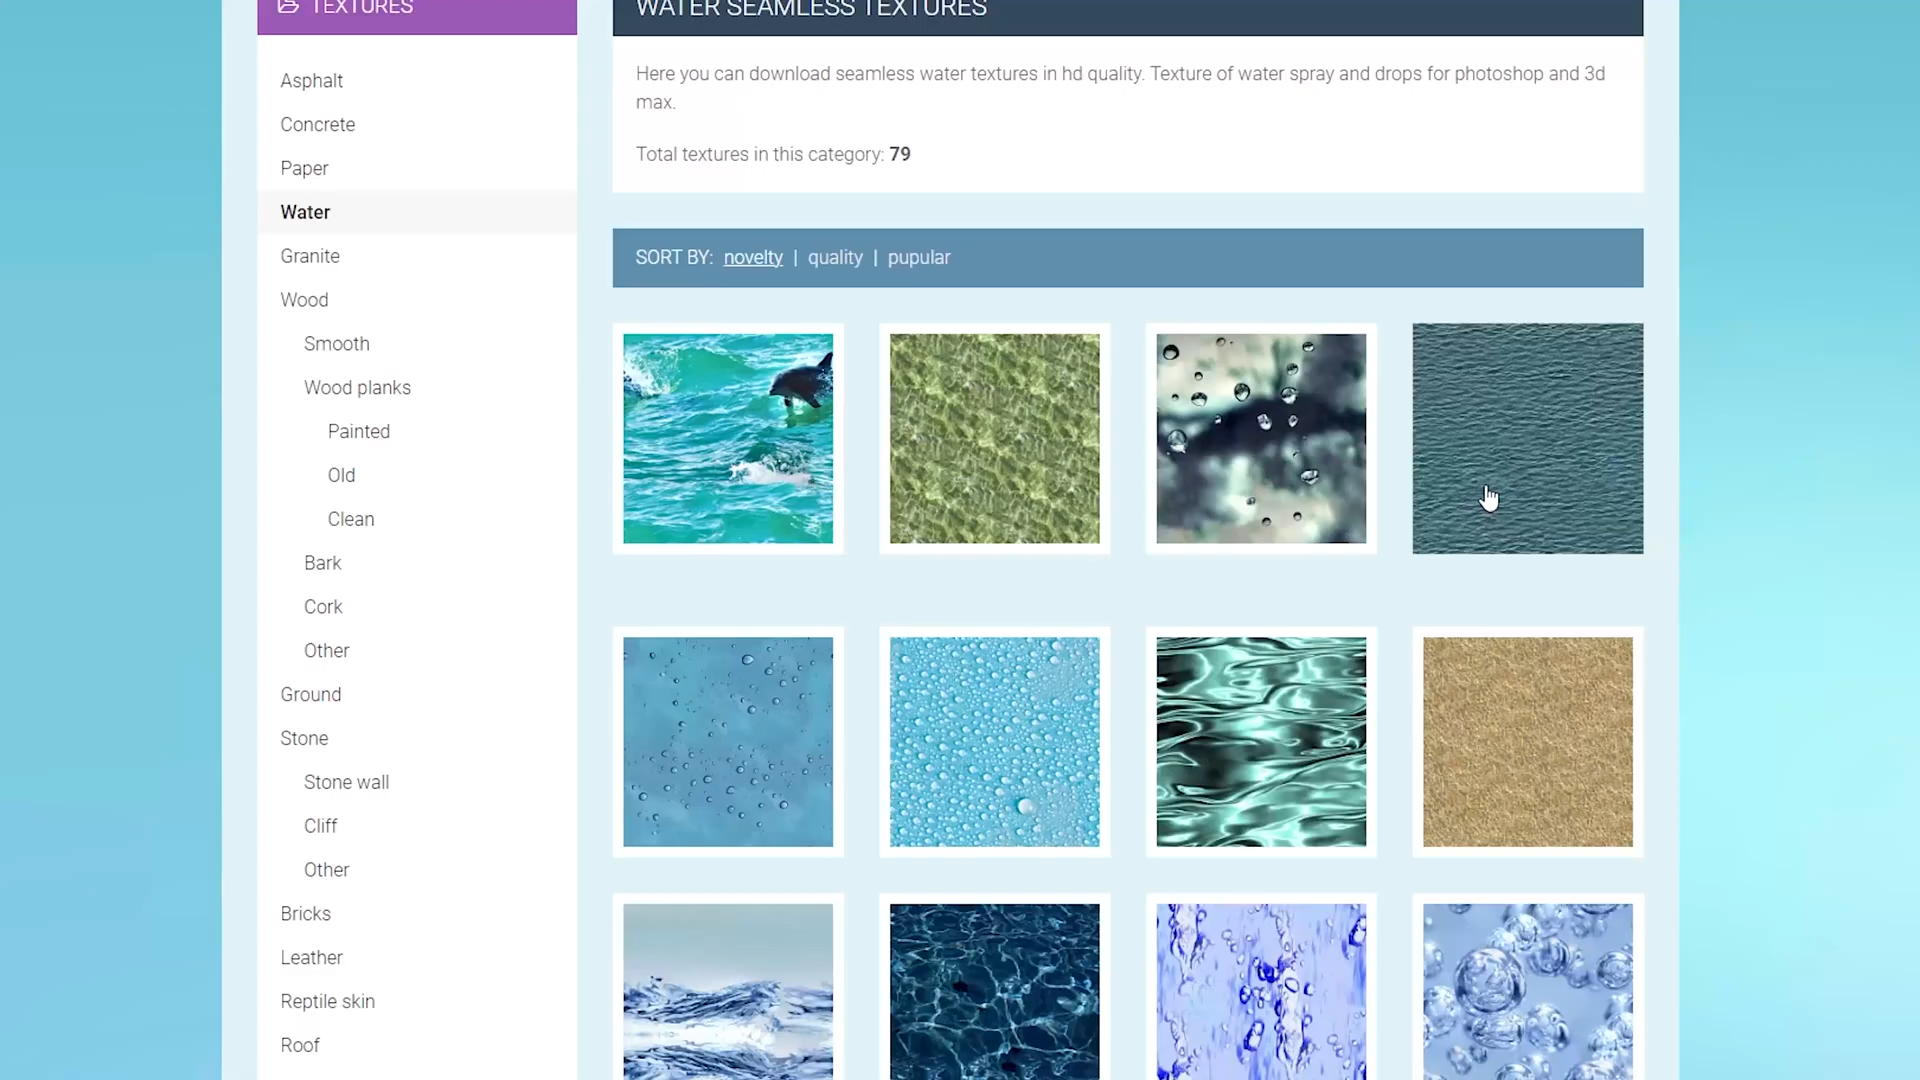 TEXTURES
Asphalt
Concrete
Paper
Water
Granite
Wood
Smooth
Wood planks
Painted
Old
Clean
Bark
Cork
Other
Ground
Stone
Stone wall
Cliff
Other
Bricks
Leather
Reptile skin
Roof
WATER SEAMLESS TEXTURES
Here you can download seamless water textures in hd quality. Texture of water spray and drops for photoshop and 3d
max.
Total textures in this category: 79
SORT BY: novelty | quality | pupular